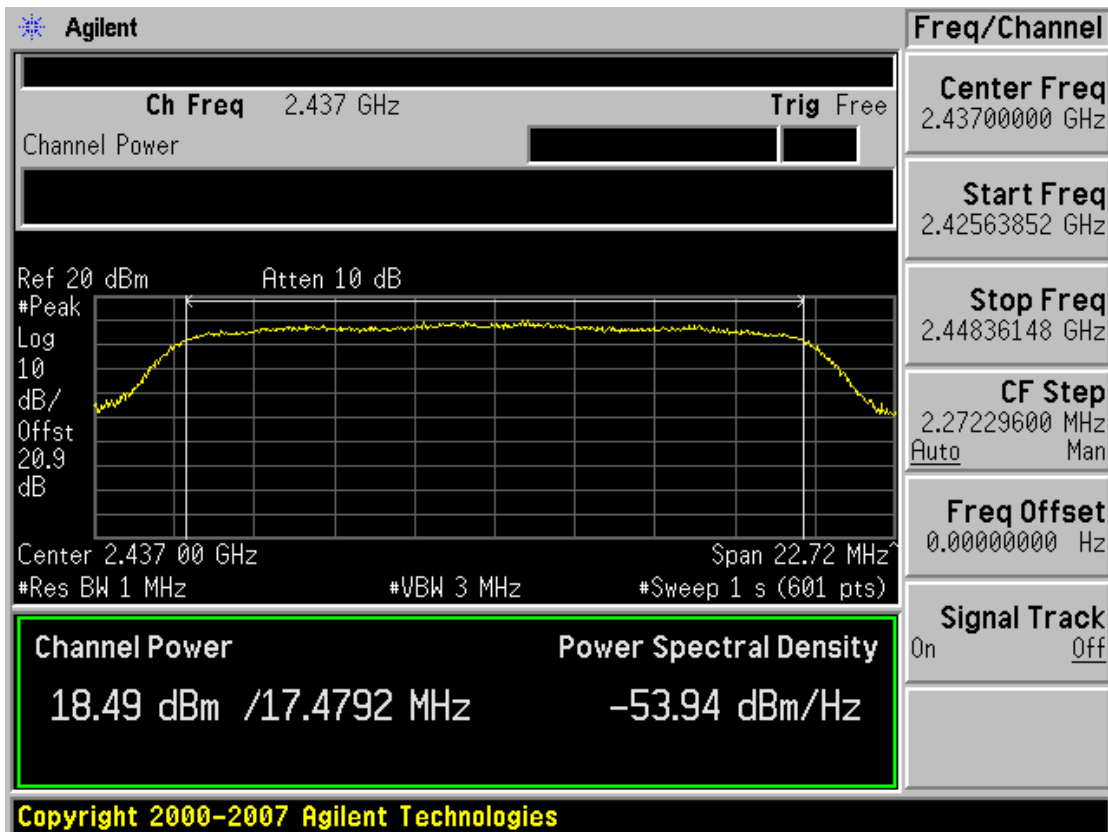 Agilent
Freq/Channel
Ch Freq 2.437 GHz Trig Free
Channel Power
Center Freq
2.43700000 GHz
Start Freq
2.42563852 GHz
Stop Freq
2.44836148 GHz
CF Step
2.27229600 MHz
Auto Man
Freq Offset
0.00000000 Hz
Signal Track
On Off
Ref 20 dBm Atten 10 dB
#Peak
Log
10
dB/
Offst
20.9
dB
Center 2.437 00 GHz Span 22.72 MHz^
#Res BW 1 MHz #VBW 3 MHz #Sweep 1 s (601 pts)
Channel Power Power Spectral Density
18.49 dBm /17.4792 MHz -53.94 dBm/Hz
Copyright 2000-2007 Agilent Technologies